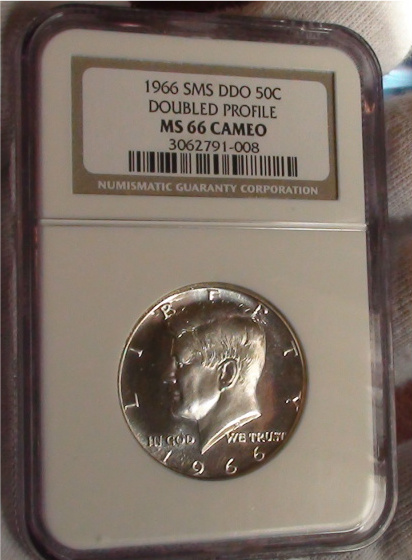 1966 SMS DDO 50C
DOUBLED PROFILE
MS 66 CAMEO
3062791-008
NUMISMATIC GUARANTY CORPORATION
LIBERTY
IN GOD WE TRUST
1966